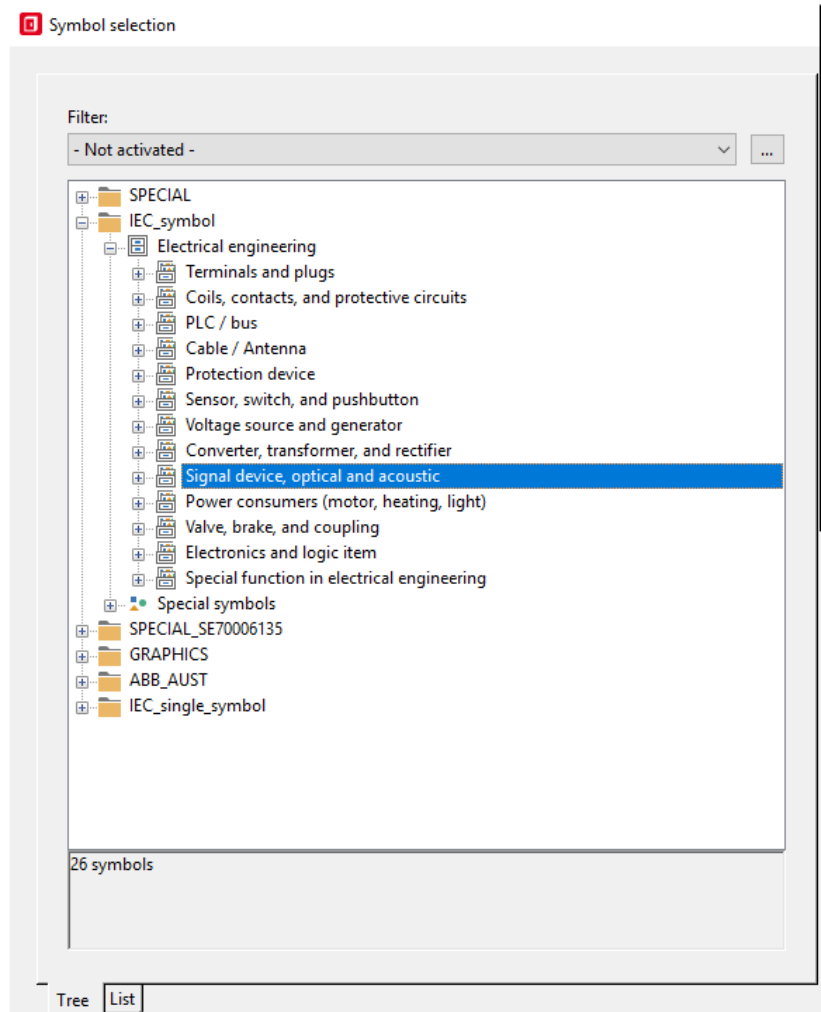 Symbol selection
Filter:
- Not activated -
...
SPECIAL
IEC_symbol
Electrical engineering
Terminals and plugs
Coils, contacts, and protective circuits
PLC / bus
Cable / Antenna
Protection device
Sensor, switch, and pushbutton
Voltage source and generator
Converter, transformer, and rectifier
Signal device, optical and acoustic
Power consumers (motor, heating, light)
Valve, brake, and coupling
Electronics and logic item
Special function in electrical engineering
Special symbols
SPECIAL_SE70006135
GRAPHICS
ABB_AUST
IEC_single_symbol
26 symbols
Tree List